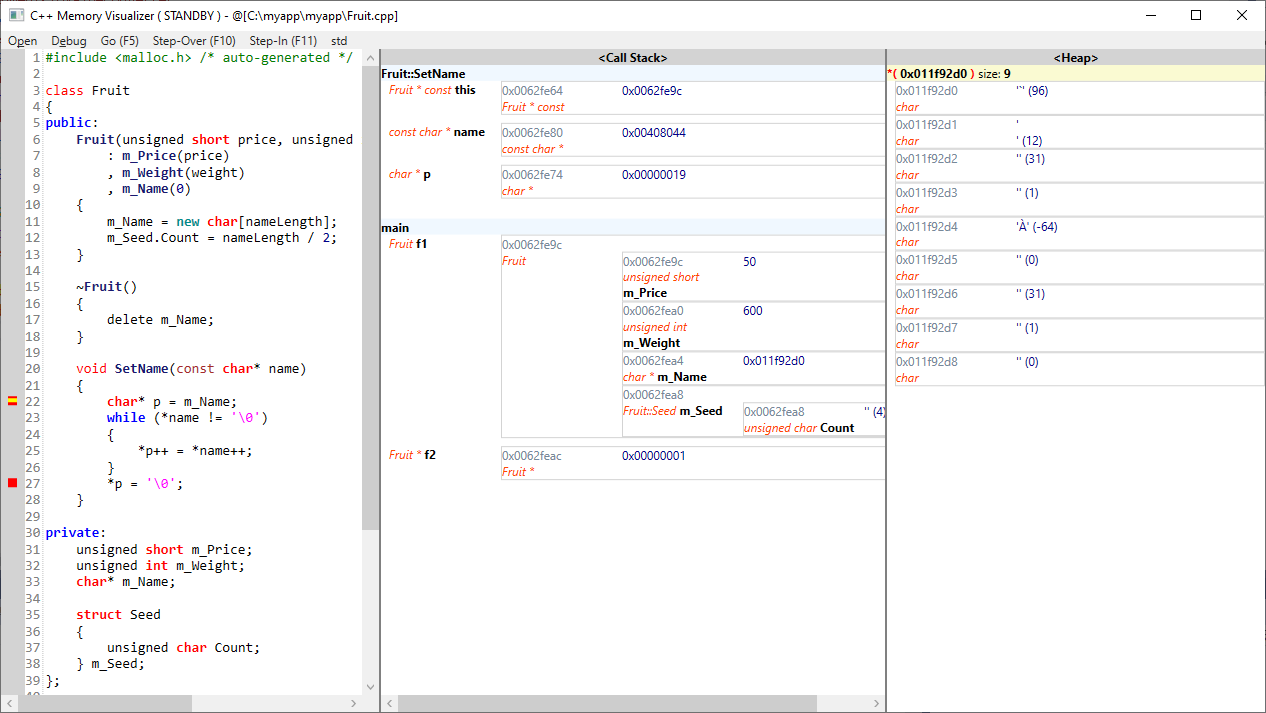 C++ Memory Visualizer ( STANDBY ) - @[C:\myapp\myapp\Fruit.cpp]
Open Debug Go (F5) Step-Over (F10) Step-In (F11) std
1 #include <malloc.h> /* auto-generated */
2
3 class Fruit
4 {
5 public:
6 Fruit(unsigned short price, unsigned
7 : m_Price(price)
8 , m_Weight(weight)
9 , m_Name(0)
10 {
11 m_Name = new char[nameLength];
12 m_Seed.Count = nameLength / 2;
13 }
14
15 ~Fruit()
16 {
17 delete m_Name;
18 }
19
20 void SetName(const char* name)
21 {
22 char* p = m_Name;
23 while (*name != '\0')
24 {
25 *p++ = *name++;
26 }
27 *p = '\0';
28 }
29
30 private:
31 unsigned short m_Price;
32 unsigned int m_Weight;
33 char* m_Name;
34
35 struct Seed
36 {
37 unsigned char Count;
38 } m_Seed;
39 };
<Call Stack>
Fruit::SetName
Fruit * const this 0x0062fe64 0x0062fe9c
Fruit * const
const char * name 0x0062fe80 0x00408044
const char *
char * p 0x0062fe74 0x00000019
char *
main
Fruit f1 0x0062fe9c
Fruit
0x0062fe9c 50
unsigned short
m_Price
0x0062fea0 600
unsigned int
m_Weight
0x0062fea4 0x011f92d0
char * m_Name
0x0062fea8
Fruit::Seed m_Seed 0x0062fea8 '' (4)
unsigned char Count
Fruit * f2 0x0062feac 0x00000001
Fruit *
<Heap>
*( 0x011f92d0 ) size: 9
0x011f92d0 '`' (96)
char
0x011f92d1 '
char ' (12)
0x011f92d2 '' (31)
char
0x011f92d3 '' (1)
char
0x011f92d4 'À' (-64)
char
0x011f92d5 '' (0)
char
0x011f92d6 '' (31)
char
0x011f92d7 '' (1)
char
0x011f92d8 '' (0)
char